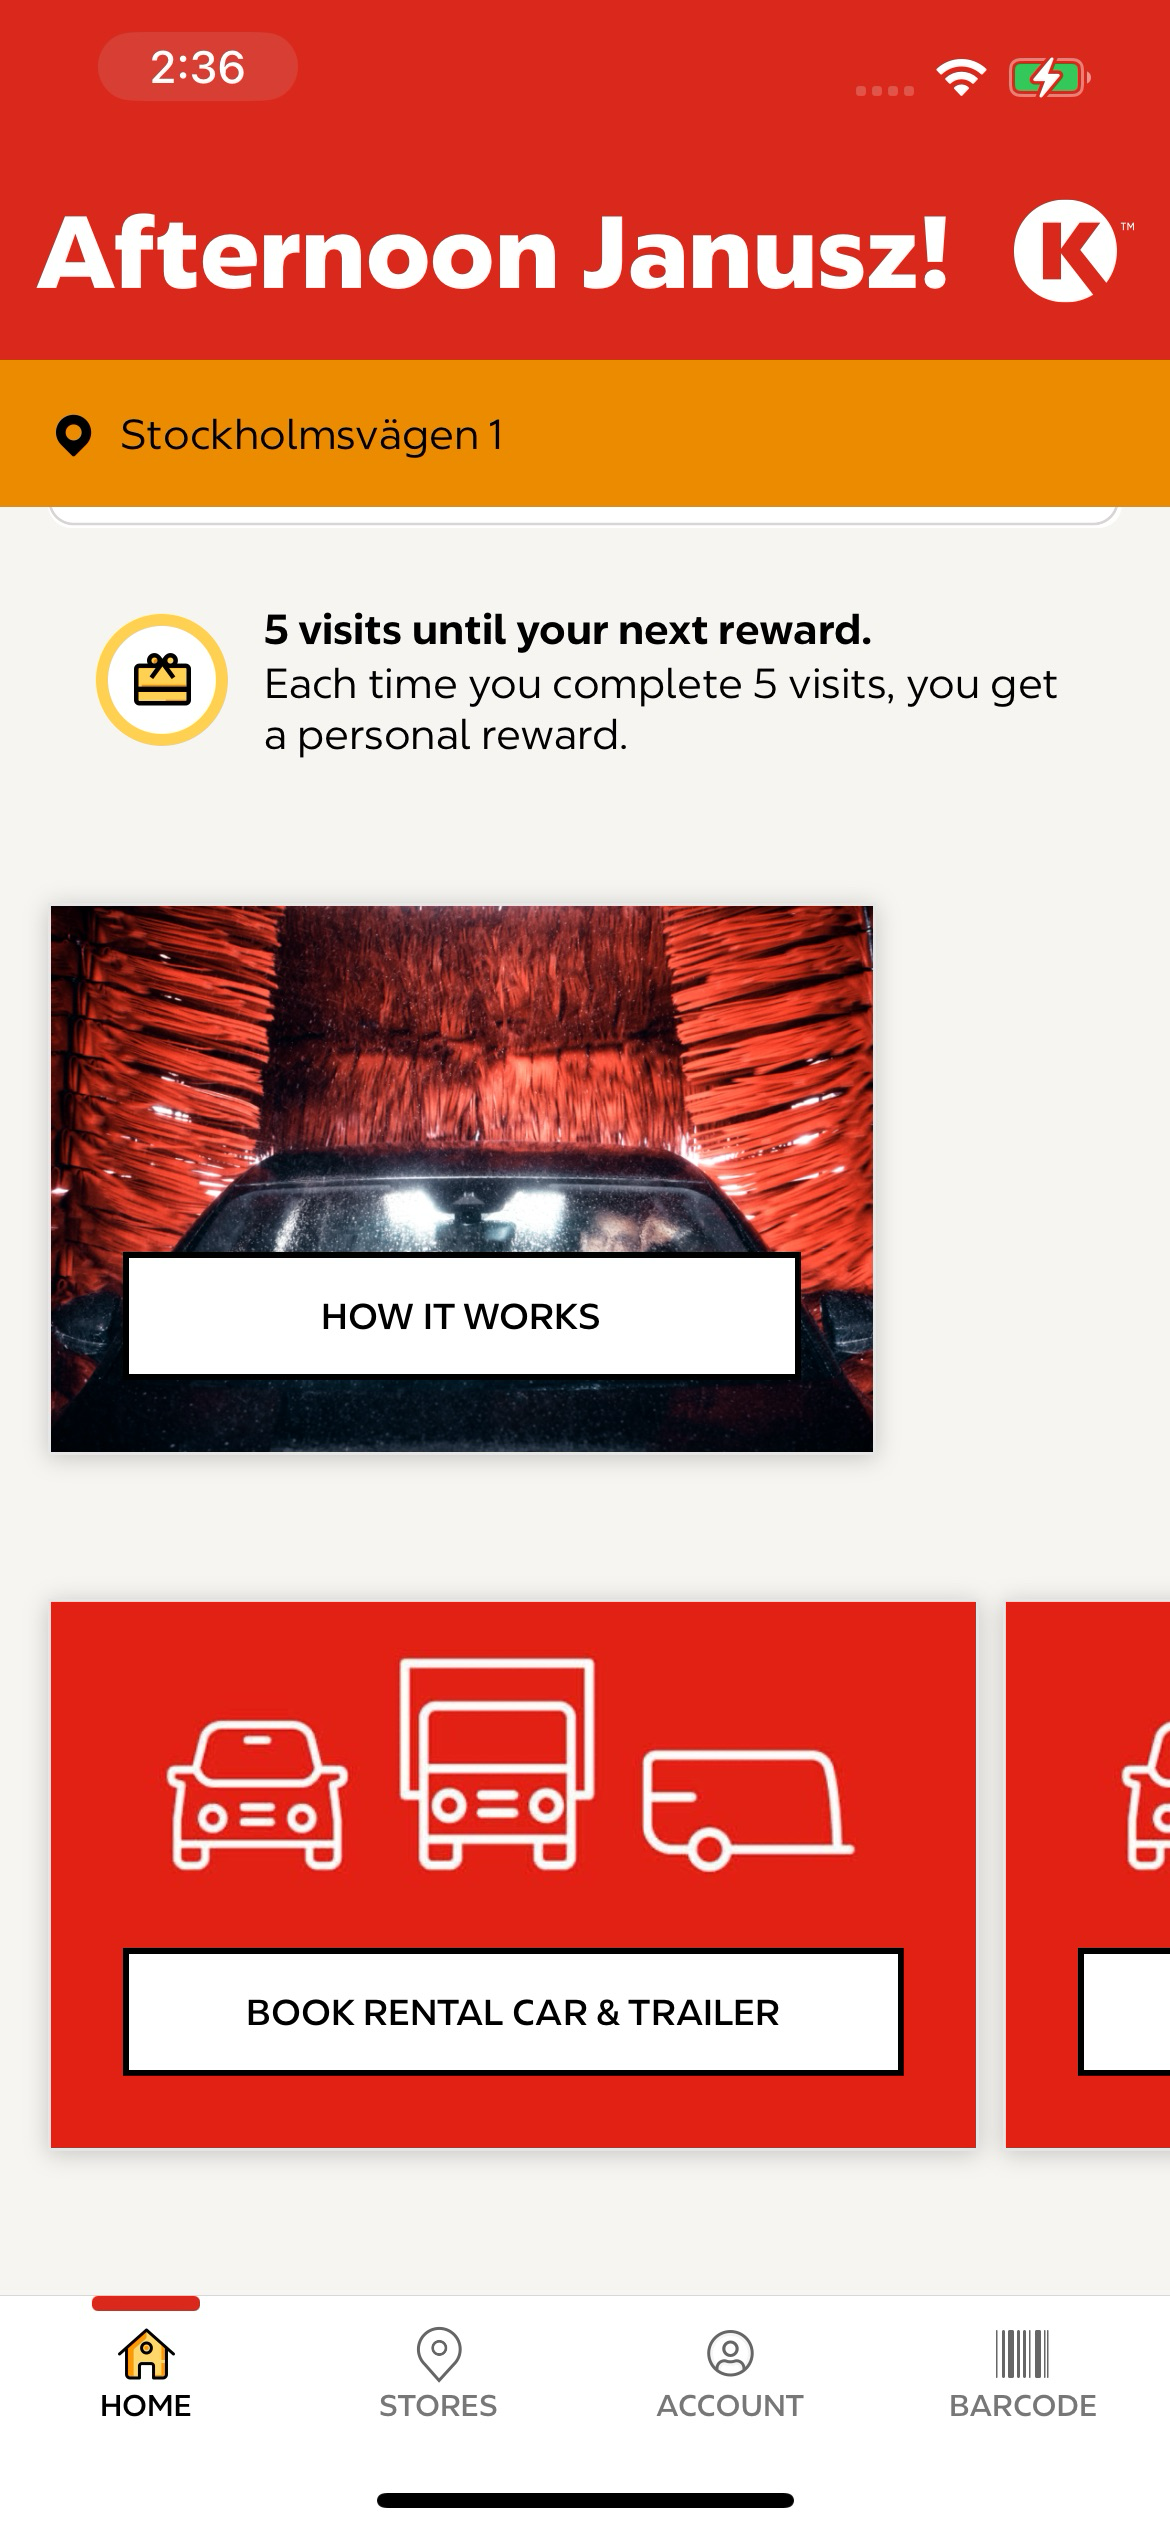 2:36
Afternoon Janusz!
K™
Stockholmsvägen 1
5 visits until your next reward.
Each time you complete 5 visits, you get
a personal reward.
HOW IT WORKS
BOOK RENTAL CAR & TRAILER
HOME
STORES
ACCOUNT
BARCODE